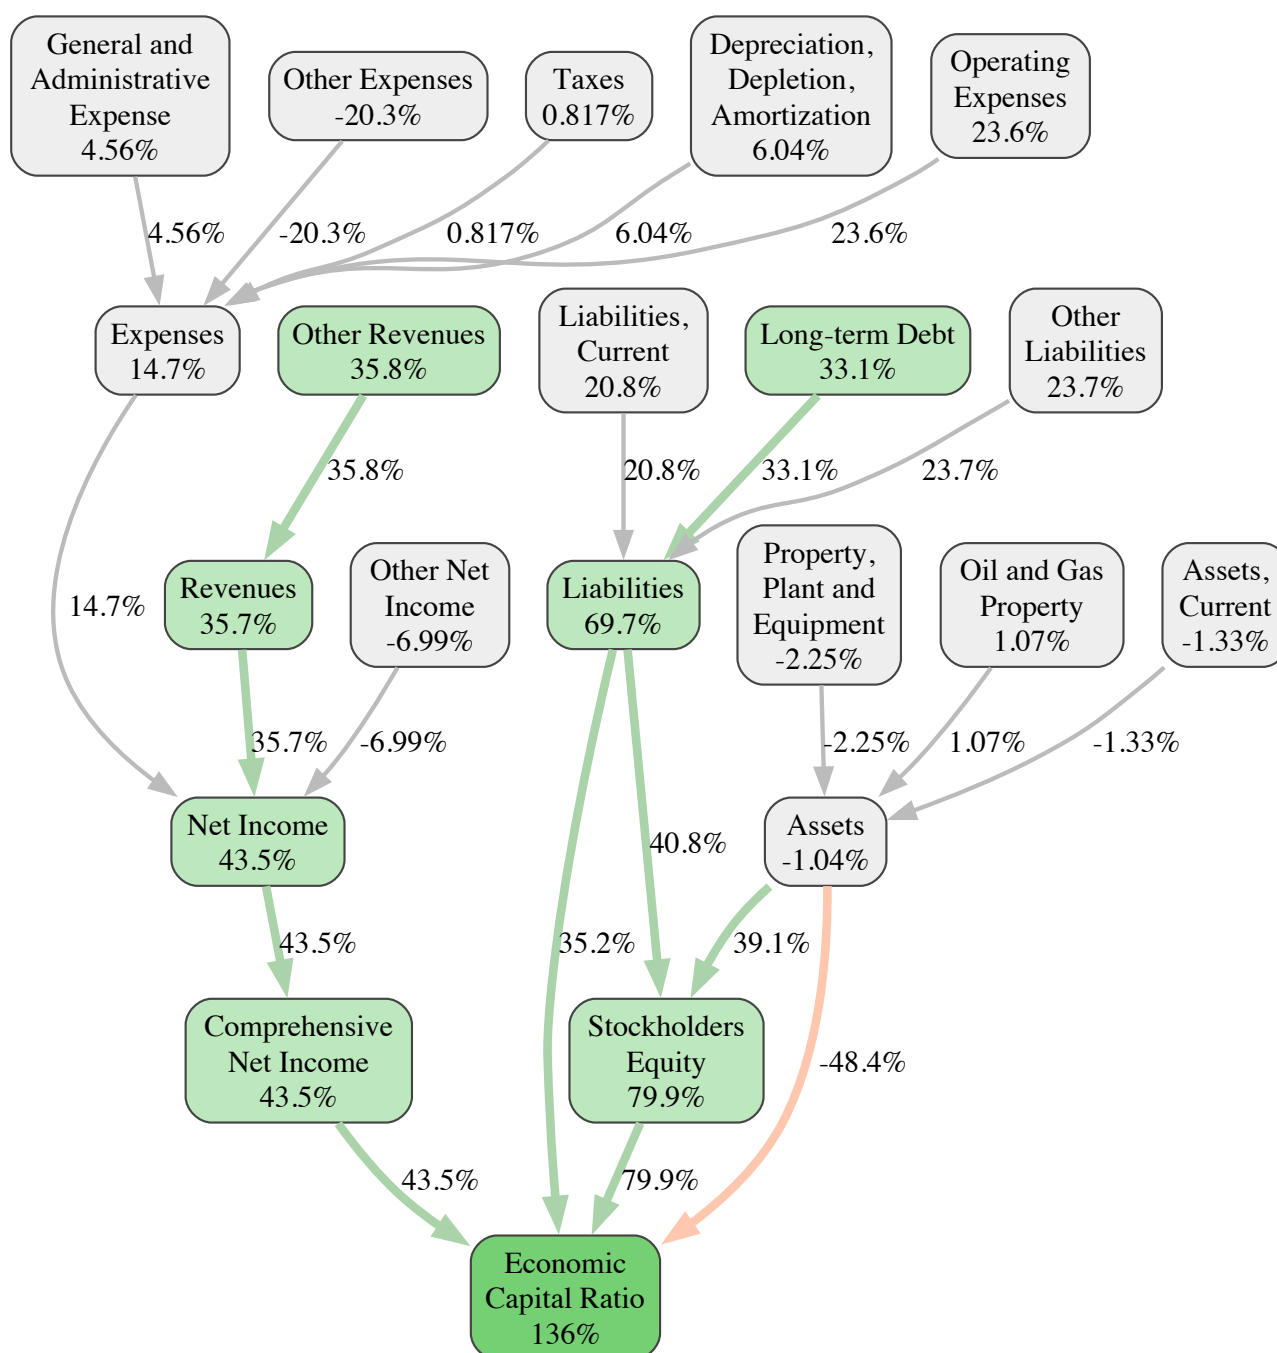 General and
Administrative
Expense
4.56%
Other Expenses
-20.3%
Taxes
0.817%
Depreciation,
Depletion,
Amortization
6.04%
Operating
Expenses
23.6%
4.56%
-20.3%
0.817%
6.04%
23.6%
Expenses
14.7%
Other Revenues
35.8%
Liabilities,
Current
20.8%
Long-term Debt
33.1%
Other
Liabilities
23.7%
35.8%
20.8%
33.1%
23.7%
14.7%
Revenues
35.7%
Other Net
Income
-6.99%
Liabilities
69.7%
Property,
Plant and
Equipment
-2.25%
Oil and Gas
Property
1.07%
Assets,
Current
-1.33%
35.7%
-6.99%
-2.25%
1.07%
-1.33%
Net Income
43.5%
40.8%
Assets
-1.04%
43.5%
35.2%
39.1%
Comprehensive
Net Income
43.5%
Stockholders
Equity
79.9%
-48.4%
43.5%
79.9%
Economic
Capital Ratio
136%